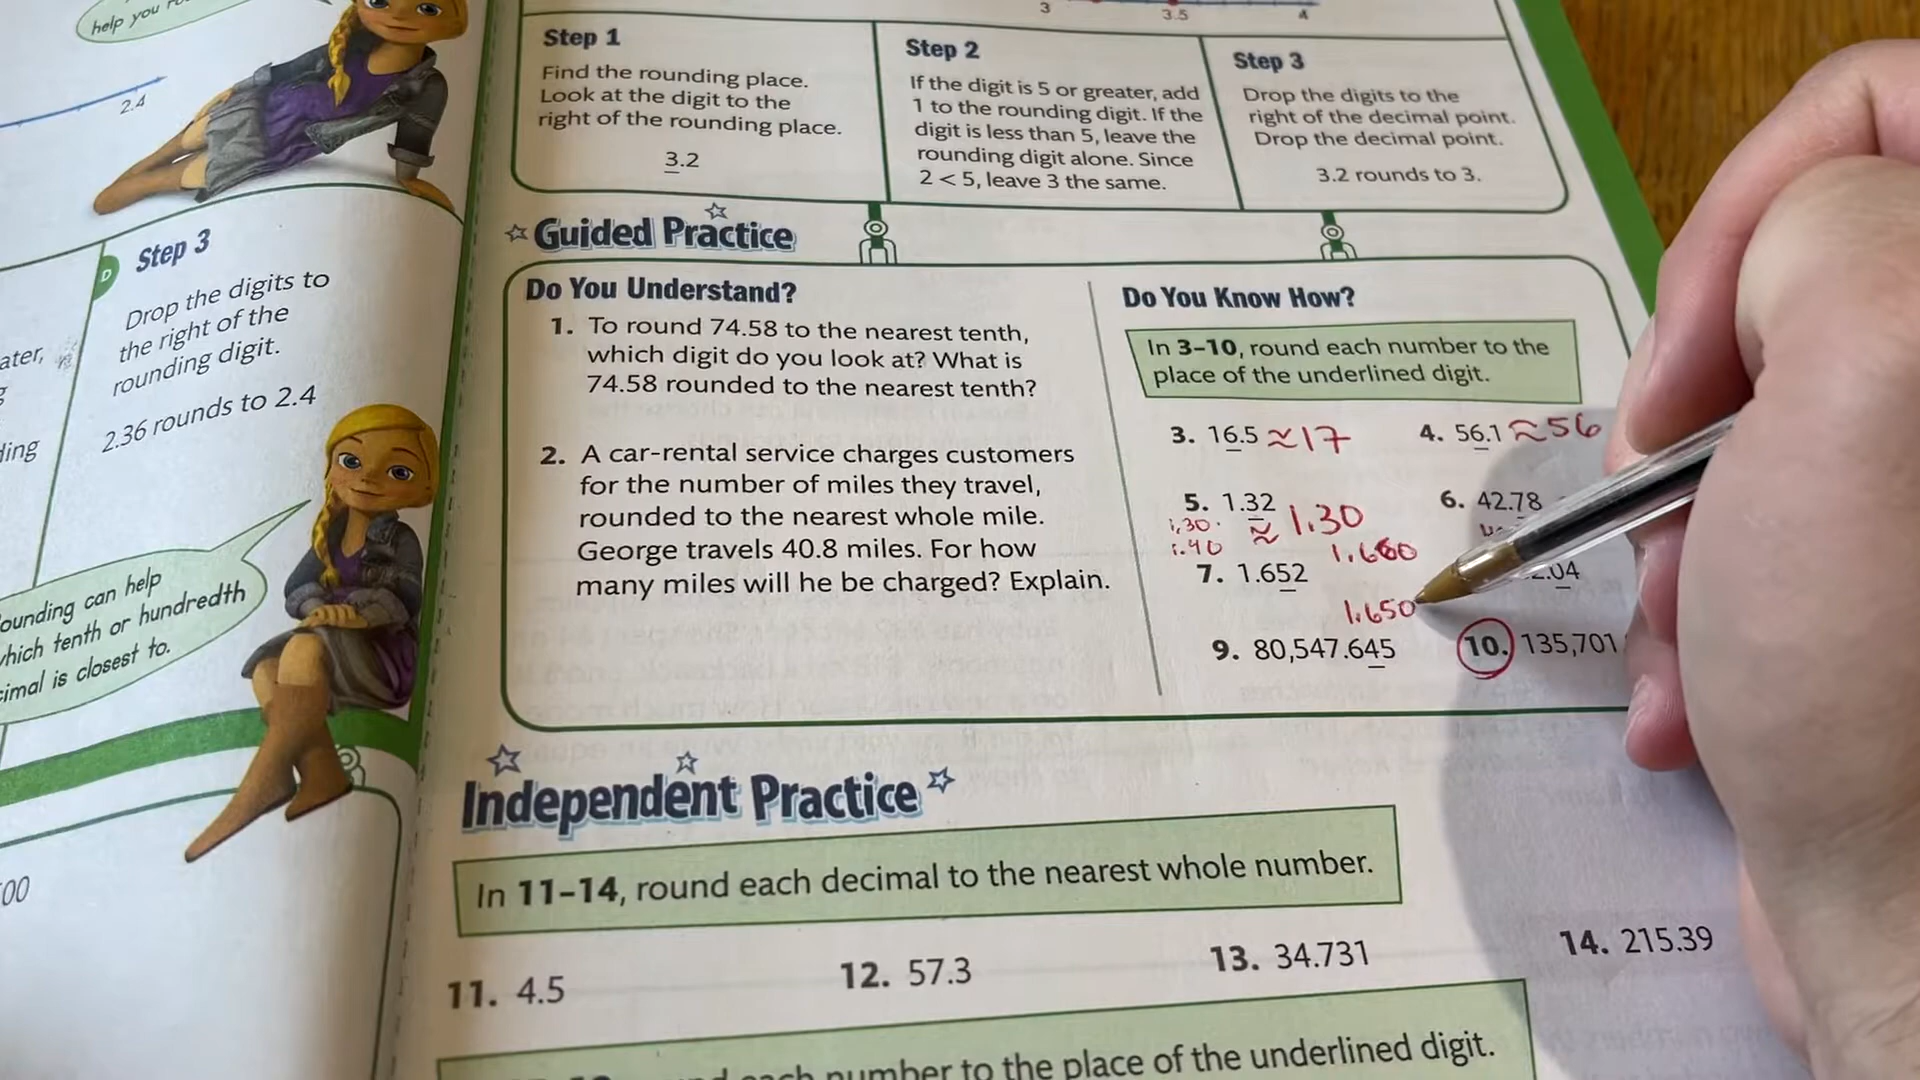 help you
2.4
Step 3
Drop the digits to
the right of the
rounding digit.
2.36 rounds to 2.4
ater,
ding
ounding can help
which tenth or hundredth
cimal is closest to.
00
3 3.5 4
Step 1
Find the rounding place.
Look at the digit to the
right of the rounding place.
3.2
Step 2
If the digit is 5 or greater, add
1 to the rounding digit. If the
digit is less than 5, leave the
rounding digit alone. Since
2 < 5, leave 3 the same.
Step 3
Drop the digits to the
right of the decimal point.
Drop the decimal point.
3.2 rounds to 3.
Guided Practice
Do You Understand?
1. To round 74.58 to the nearest tenth,
which digit do you look at? What is
74.58 rounded to the nearest tenth?
2. A car-rental service charges customers
for the number of miles they travel,
rounded to the nearest whole mile.
George travels 40.8 miles. For how
many miles will he be charged? Explain.
Do You Know How?
In 3–10, round each number to the
place of the underlined digit.
3. 16.5 ≈17 4. 56.1 ≈56
5. 1.32 ≈ 1.30 6. 42.78
1.30
1.40
1.660
7. 1.652 2.04
1.650
9. 80,547.645 10. 135,701
Independent Practice
In 11–14, round each decimal to the nearest whole number.
11. 4.5 12. 57.3 13. 34.731 14. 215.39
each number to the place of the underlined digit.